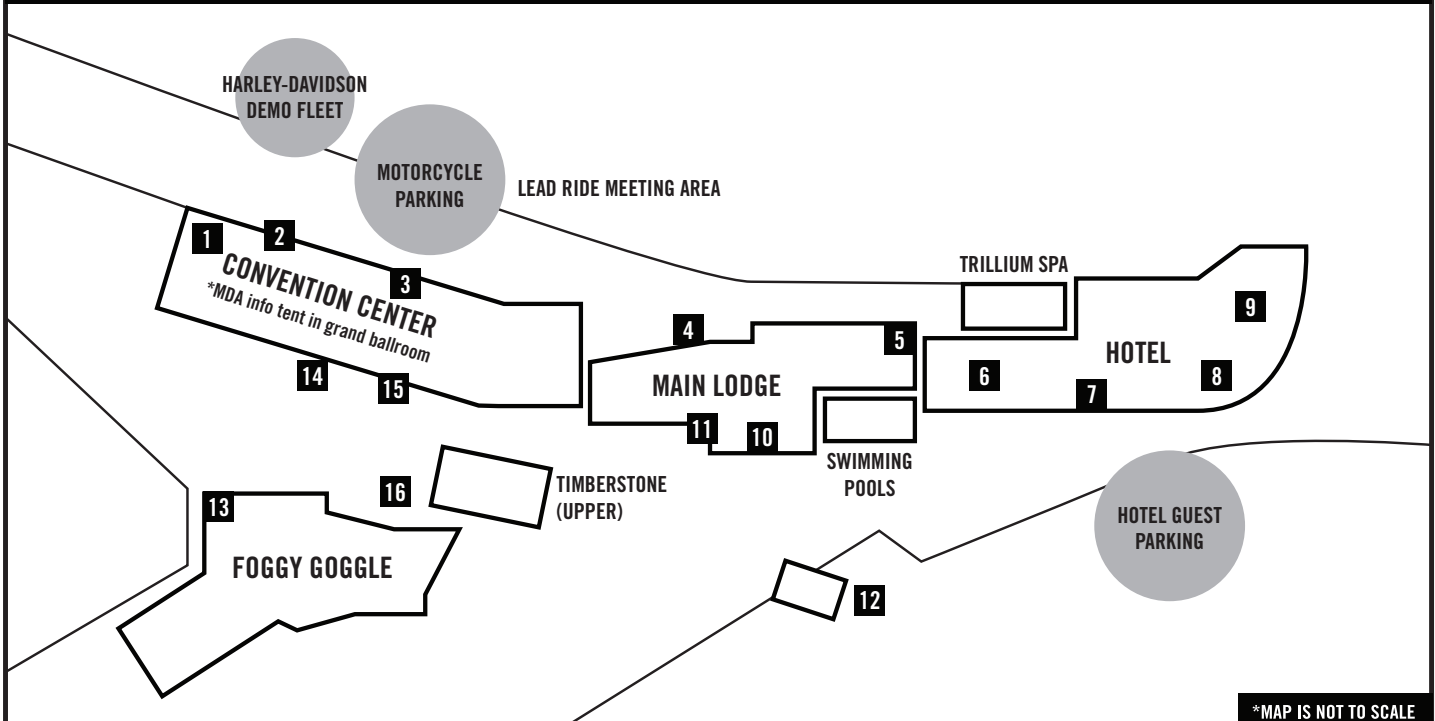 HARLEY-DAVIDSON
DEMO FLEET
MOTORCYCLE
PARKING
LEAD RIDE MEETING AREA
1
2
3
CONVENTION CENTER
*MDA info tent in grand ballroom
14
15
4
5
MAIN LODGE
11
10
TRILLIUM SPA
9
HOTEL
6
7
8
SWIMMING
POOLS
16
TIMBERSTONE
(UPPER)
13
FOGGY GOGGLE
12
HOTEL GUEST
PARKING
*MAP IS NOT TO SCALE